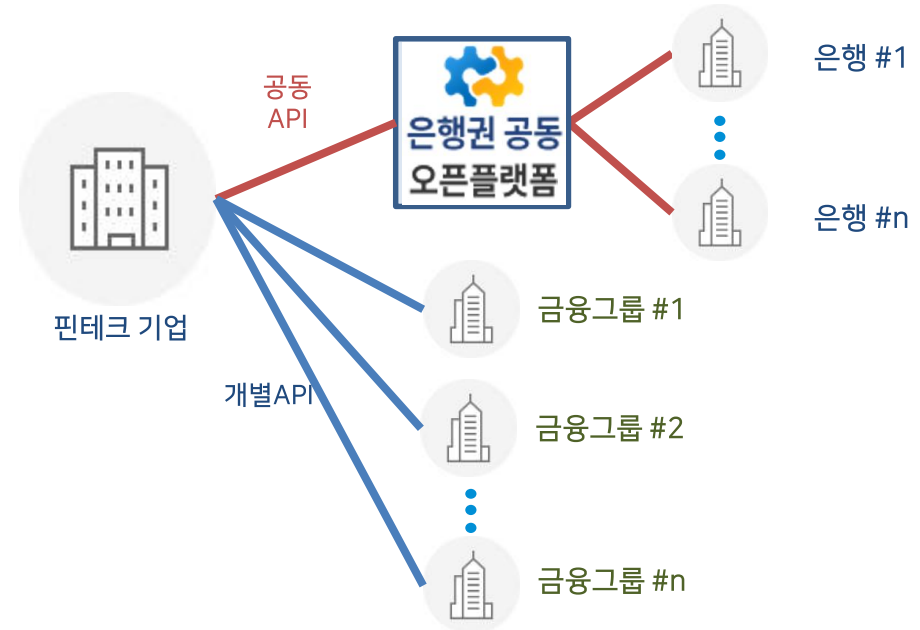 은행 #1
공동
API
은행권 공동
오픈플랫폼
은행 #n
금융그룹 #1
핀테크 기업
개별API
금융그룹 #2
금융그룹 #n